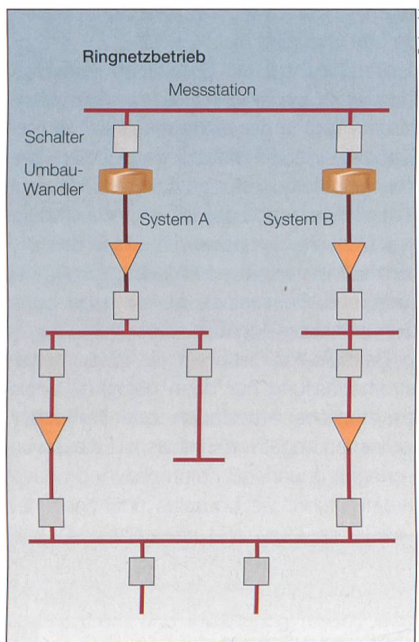 Ringnetzbetrieb
Messstation
Schalter
Umbau-
Wandler
System A
System B